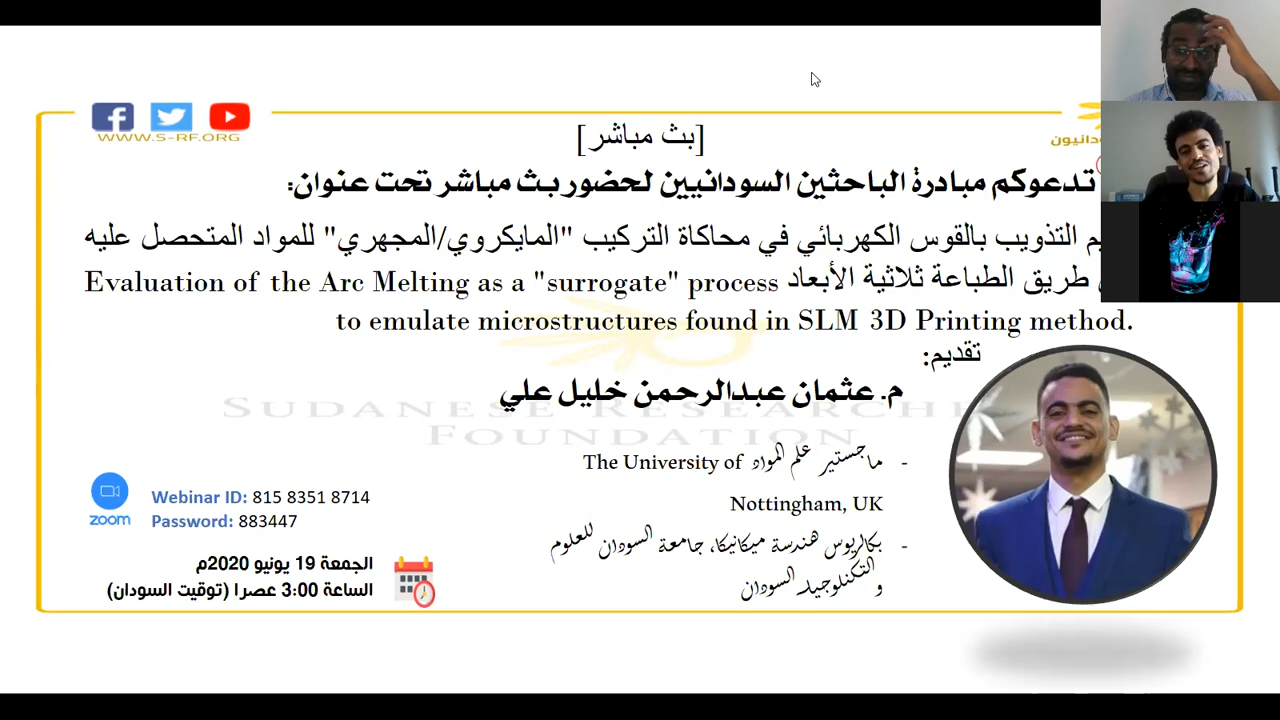 WWW.S-RF.ORG
[بث مباشر]
دانيون
تدعوكم مبادرة الباحثين السودانيين لحضور بث مباشر تحت عنوان:
التذويب بالقوس الكهربائي في محاكاة التركيب "المايكروي/المجهري" للمواد المتحصل عليه
طريق الطباعة ثلاثية الأبعاد Evaluation of the Arc Melting as a "surrogate" process
to emulate microstructures found in SLM 3D Printing method.
تقديم:
م. عثمان عبدالرحمن خليل علي
SUDANESE RESEARCHE
FOUNDATION
- ماجستير علم المواد The University of
Nottingham, UK
- بكالريوس هندسة ميكانيكا، جامعة السودان للعلوم
و التكنلوجيا، السودان
zoom
Webinar ID: 815 8351 8714
Password: 883447
الجمعة 19 يونيو 2020م
الساعة 3:00 عصرا (توقيت السودان)